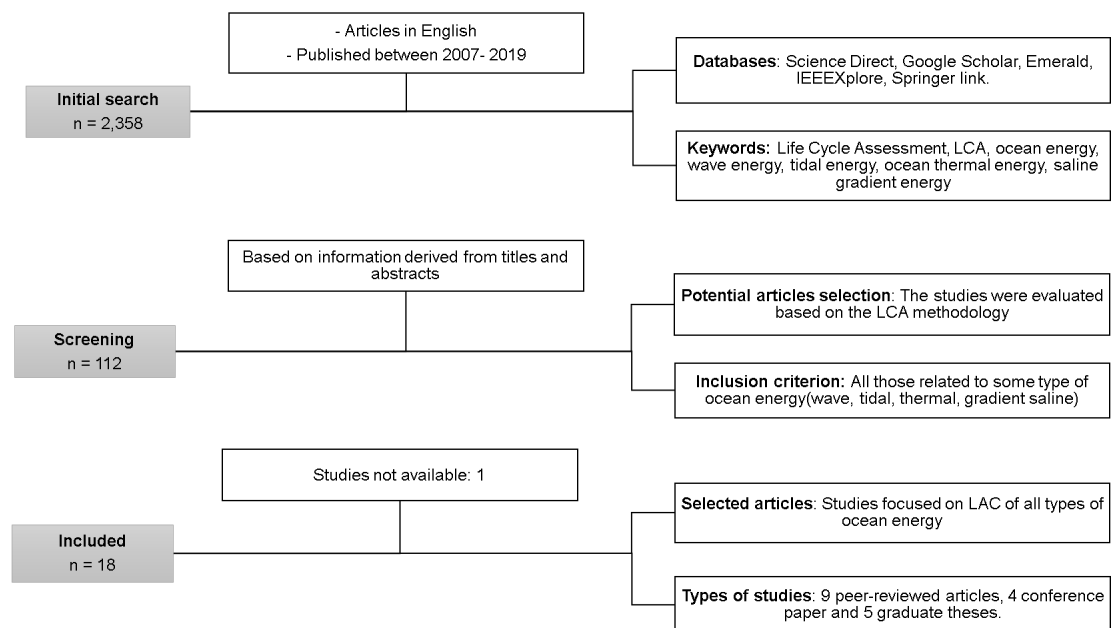 - Articles in English
- Published between 2007- 2019
Initial search
n = 2,358
Databases: Science Direct, Google Scholar, Emerald,
IEEEXplore, Springer link.
Keywords: Life Cycle Assessment, LCA, ocean energy,
wave energy, tidal energy, ocean thermal energy, saline
gradient energy
Based on information derived from titles and
abstracts
Screening
n = 112
Potential articles selection: The studies were evaluated
based on the LCA methodology
Inclusion criterion: All those related to some type of
ocean energy(wave, tidal, thermal, gradient saline)
Studies not available: 1
Included
n = 18
Selected articles: Studies focused on LAC of all types of
ocean energy
Types of studies: 9 peer-reviewed articles, 4 conference
paper and 5 graduate theses.